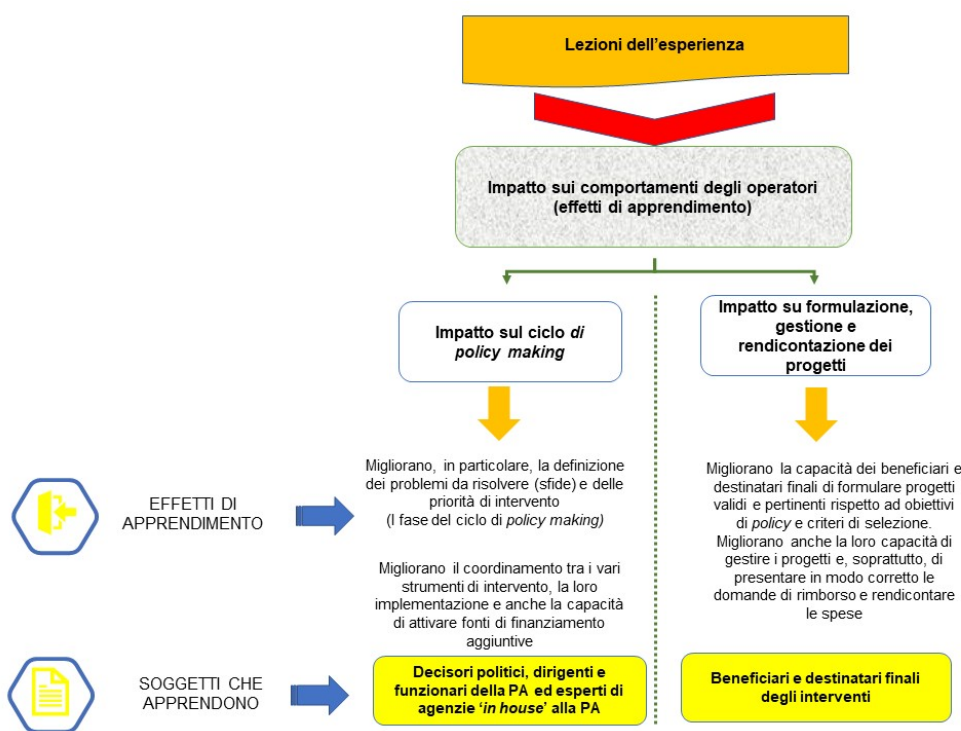 Lezioni dell'esperienza
Impatto sui comportamenti degli operatori
(effetti di apprendimento)
Impatto sul ciclo di
policy making
Impatto su formulazione,
gestione e
rendicontazione dei
progetti
EFFETTI DI
APPRENDIMENTO
Migliorano, in particolare, la definizione
dei problemi da risolvere (sfide) e delle
priorità di intervento
(I fase del ciclo di policy making)
Migliorano il coordinamento tra i vari
strumenti di intervento, la loro
implementazione e anche la capacità
di attivare fonti di finanziamento
aggiuntive
Migliorano la capacità dei beneficiari e
destinatari finali di formulare progetti
validi e pertinenti rispetto ad obiettivi
di policy e criteri di selezione.
Migliorano anche la loro capacità di
gestire i progetti e, soprattutto, di
presentare in modo corretto le
domande di rimborso e rendicontare
le spese
SOGGETTI CHE
APPRENDONO
Decisori politici, dirigenti e
funzionari della PA ed esperti di
agenzie 'in house' alla PA
Beneficiari e destinatari finali
degli interventi